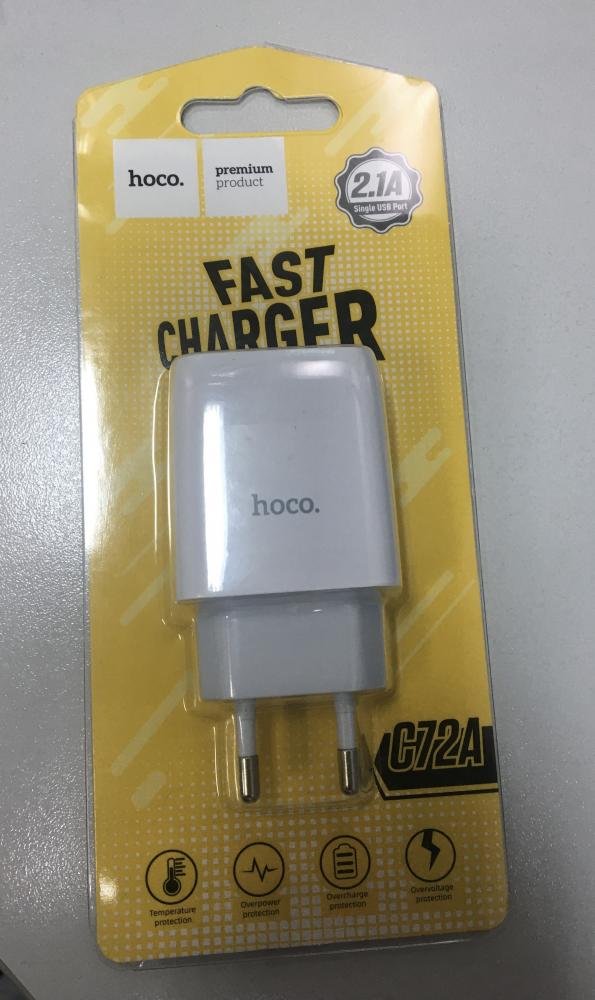 hoco.
premium
product
2.1A
Single USB Port
FAST
CHARGER
hoco.
C72A
Temperature
protection
Overpower
protection
Overcharge
protection
Overvoltage
protection